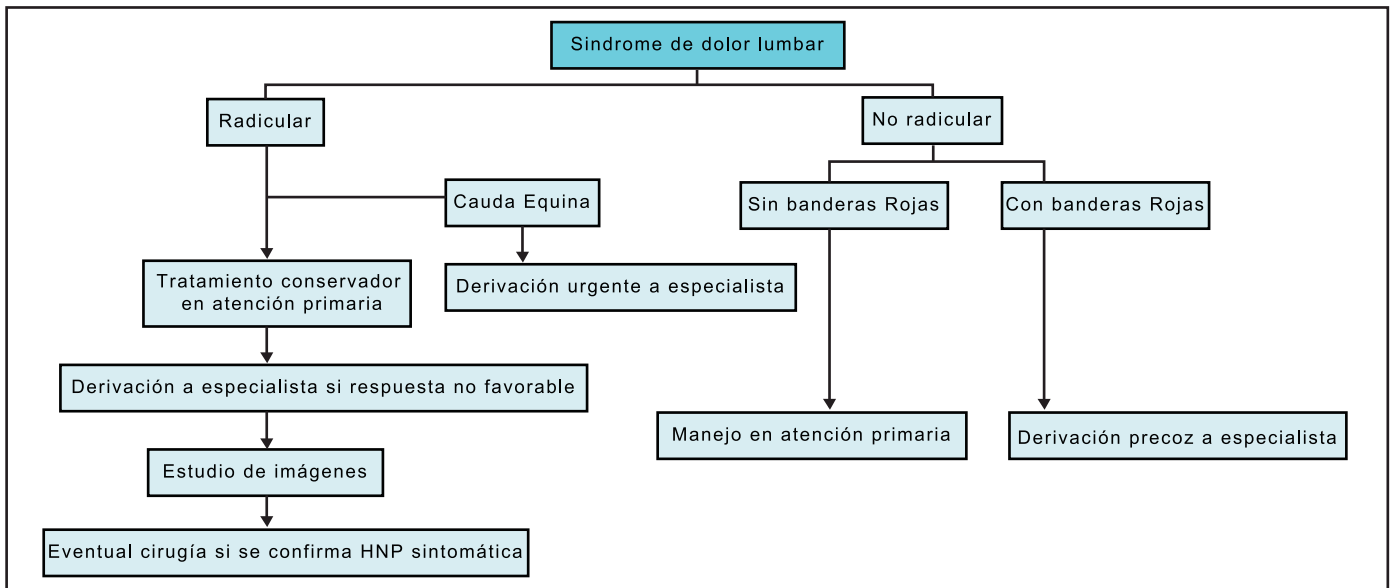 Sindrome de dolor lumbar
Radicular
No radicular
Cauda Equina
Sin banderas Rojas
Con banderas Rojas
Tratamiento conservador
en atención primaria
Derivación urgente a especialista
Derivación a especialista si respuesta no favorable
Manejo en atención primaria
Derivación precoz a especialista
Estudio de imágenes
Eventual cirugía si se confirma HNP sintomática